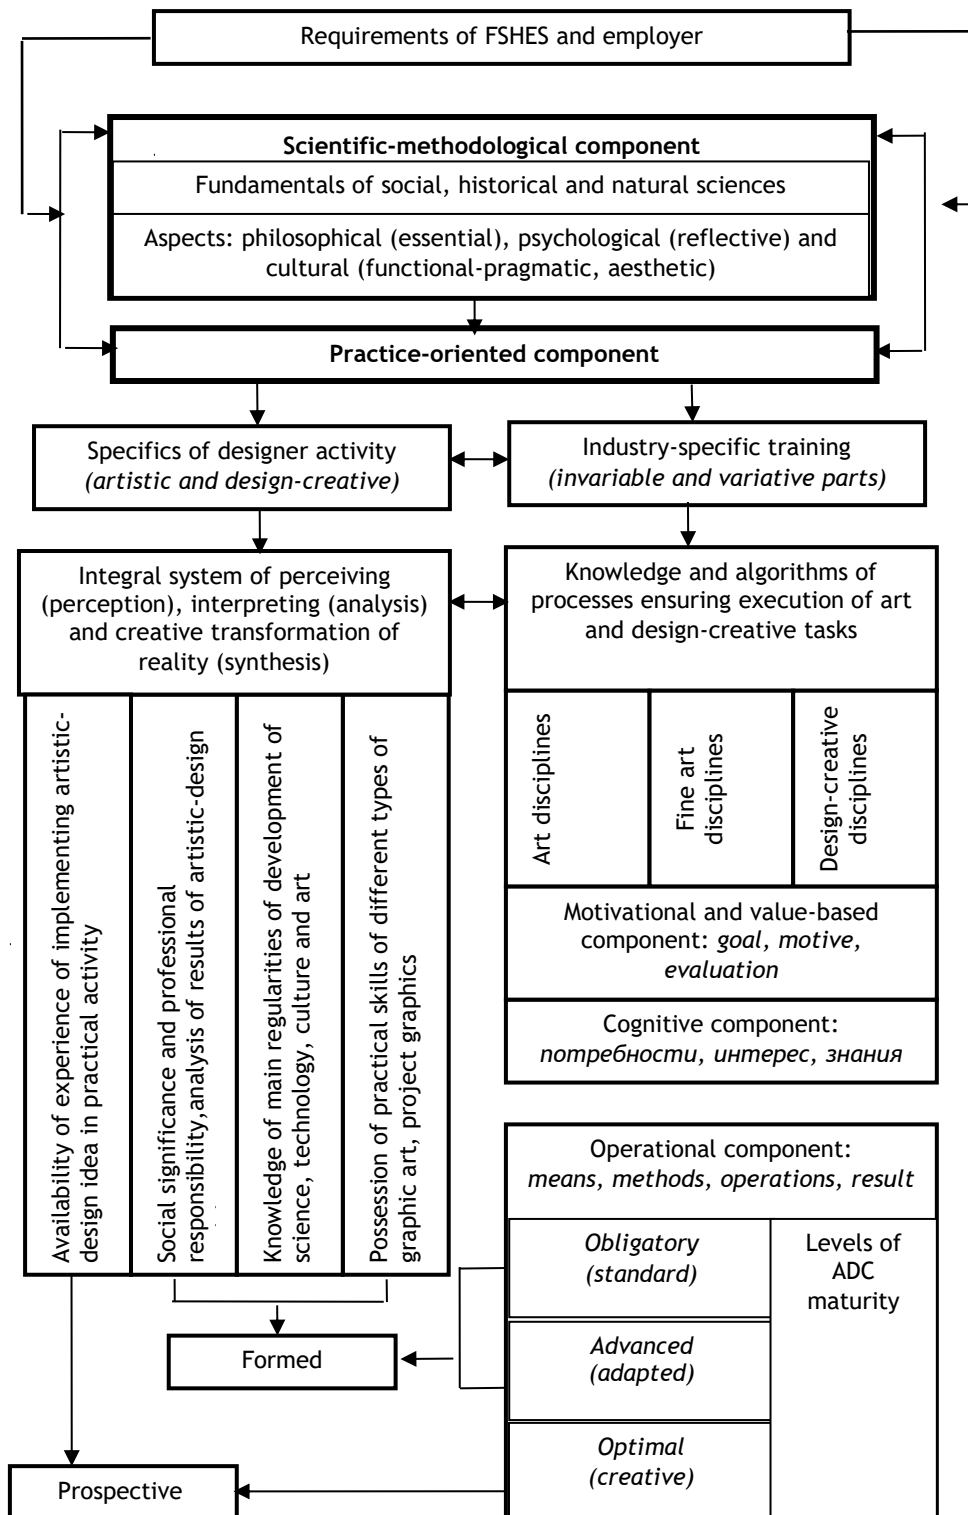 Requirements of FSHES and employer
Scientific-methodological component
Fundamentals of social, historical and natural sciences
Aspects: philosophical (essential), psychological (reflective) and
cultural (functional-pragmatic, aesthetic)
Practice-oriented component
Specifics of designer activity
(artistic and design-creative)
Industry-specific training
(invariable and variative parts)
Integral system of perceiving
(perception), interpreting (analysis)
and creative transformation of
reality (synthesis)
Knowledge and algorithms of
processes ensuring execution of art
and design-creative tasks
Availability of experience of implementing artistic-
design idea in practical activity
Social significance and professional
responsibility,analysis of results of artistic-design
Knowledge of main regularities of development of
science, technology, culture and art
Possession of practical skills of different types of
graphic art, project graphics
Art disciplines
Fine art
disciplines
Design-creative
disciplines
Motivational and value-based
component: goal, motive,
evaluation
Cognitive component:
потребности, интерес, знания
Operational component:
means, methods, operations, result
Obligatory
(standard)
Levels of
ADC
maturity
Advanced
(adapted)
Optimal
(creative)
Formed
Prospective